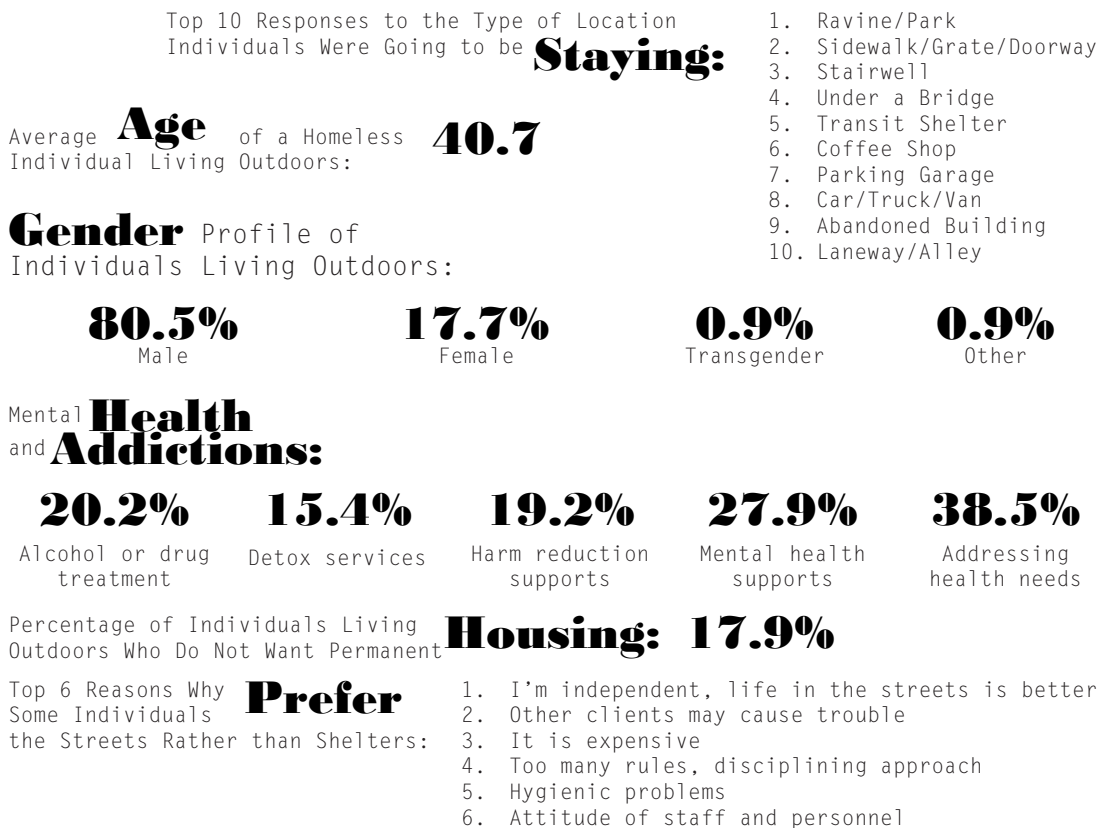 Top 10 Responses to the Type of Location
Individuals Were Going to be Staying:
1. Ravine/Park
2. Sidewalk/Grate/Doorway
3. Stairwell
4. Under a Bridge
5. Transit Shelter
6. Coffee Shop
7. Parking Garage
8. Car/Truck/Van
9. Abandoned Building
10. Laneway/Alley
Average Age of a Homeless 40.7
Individual Living Outdoors:
Gender Profile of
Individuals Living Outdoors:
80.5% 17.7% 0.9% 0.9%
Male Female Transgender Other
Mental Health
and Addictions:
20.2% 15.4% 19.2% 27.9% 38.5%
Alcohol or drug Detox services Harm reduction Mental health Addressing
treatment supports supports health needs
Percentage of Individuals Living
Outdoors Who Do Not Want Permanent Housing: 17.9%
Top 6 Reasons Why
Some Individuals Prefer
the Streets Rather than Shelters:
1. I'm independent, life in the streets is better
2. Other clients may cause trouble
3. It is expensive
4. Too many rules, disciplining approach
5. Hygienic problems
6. Attitude of staff and personnel